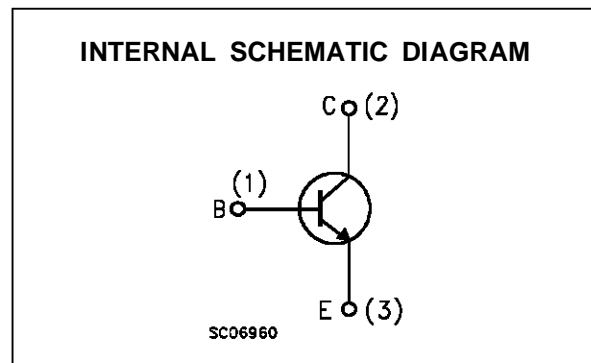 INTERNAL SCHEMATIC DIAGRAM
C (2)
(1)
B
E (3)
SC06960